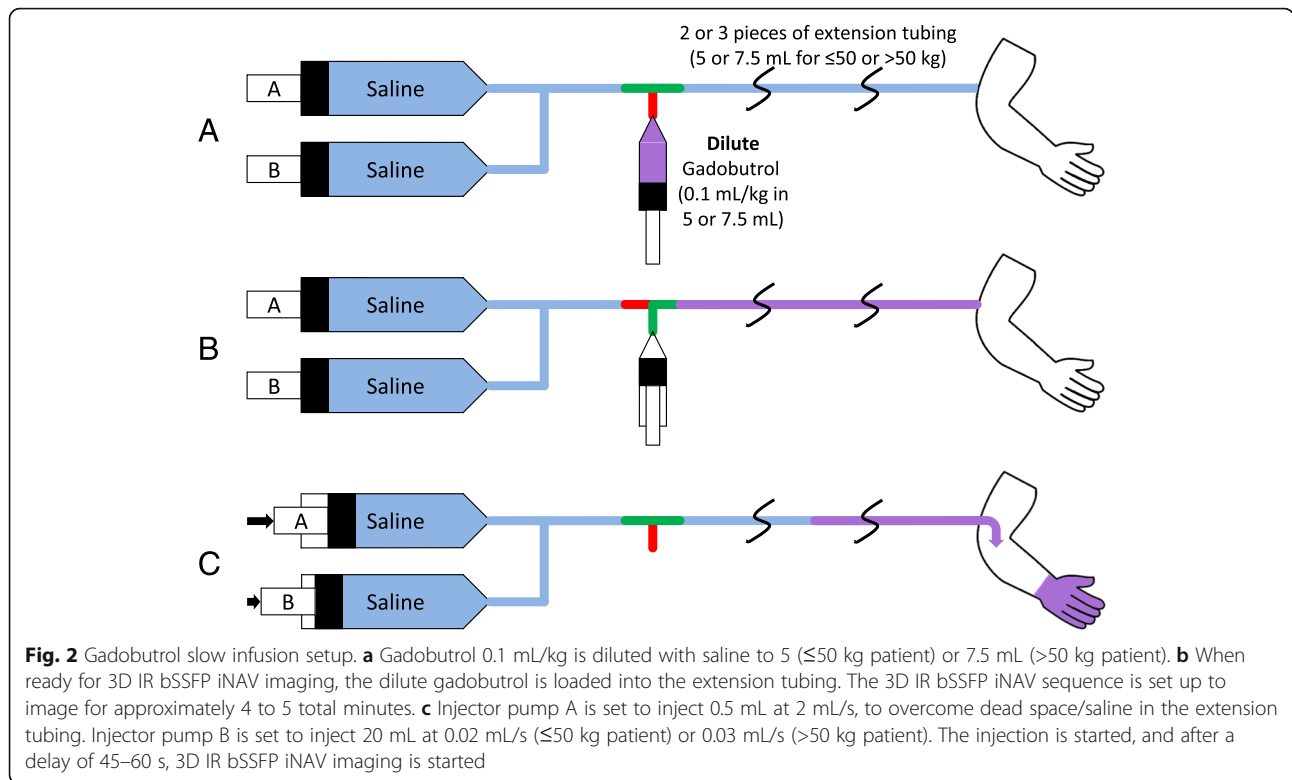 2 or 3 pieces of extension tubing
(5 or 7.5 mL for ≤50 or >50 kg)
A
Saline
A
B
Saline
Dilute
Gadobutrol
(0.1 mL/kg in
5 or 7.5 mL)
A
Saline
B
B
Saline
A
Saline
C
B
Saline
Fig. 2 Gadobutrol slow infusion setup. a Gadobutrol 0.1 mL/kg is diluted with saline to 5 (≤50 kg patient) or 7.5 mL (>50 kg patient). b When
ready for 3D IR bSSFP iNAV imaging, the dilute gadobutrol is loaded into the extension tubing. The 3D IR bSSFP iNAV sequence is set up to
image for approximately 4 to 5 total minutes. c Injector pump A is set to inject 0.5 mL at 2 mL/s, to overcome dead space/saline in the extension
tubing. Injector pump B is set to inject 20 mL at 0.02 mL/s (≤50 kg patient) or 0.03 mL/s (>50 kg patient). The injection is started, and after a
delay of 45–60 s, 3D IR bSSFP iNAV imaging is started